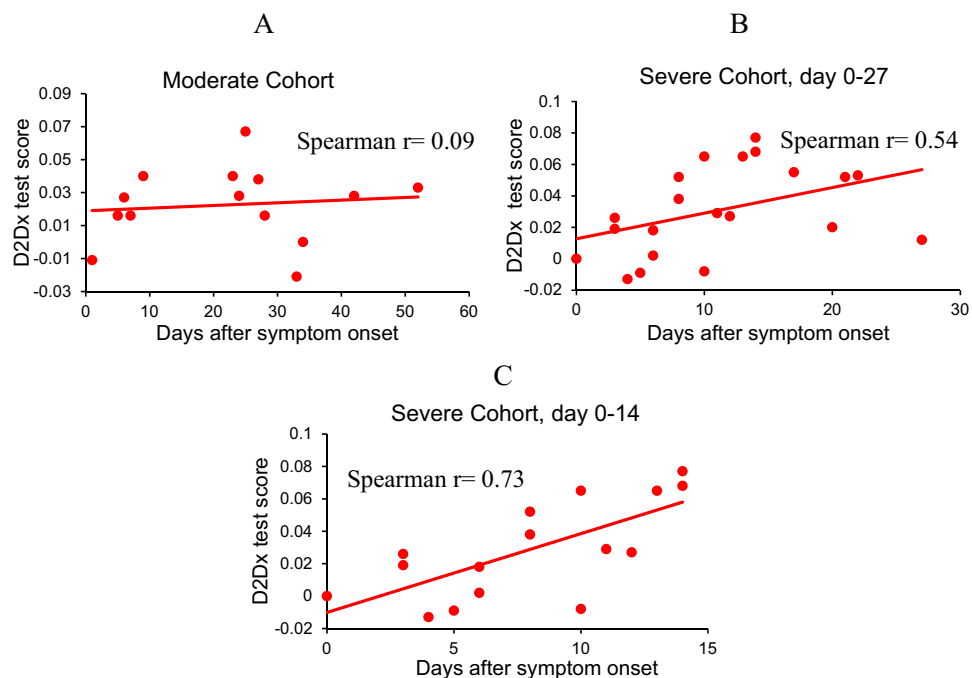 A
Moderate Cohort
0.09
0.07
0.05
0.03
0.01
-0.01
-0.03
D2Dx test score
Spearman r= 0.09
0 10 20 30 40 50 60
Days after symptom onset
B
Severe Cohort, day 0-27
0.1
0.08
0.06
0.04
0.02
0
-0.02
D2Dx test score
Spearman r= 0.54
0 10 20 30
Days after symptom onset
C
Severe Cohort, day 0-14
0.1
0.08
0.06
0.04
0.02
0
-0.02
D2Dx test score
Spearman r= 0.73
0 5 10 15
Days after symptom onset